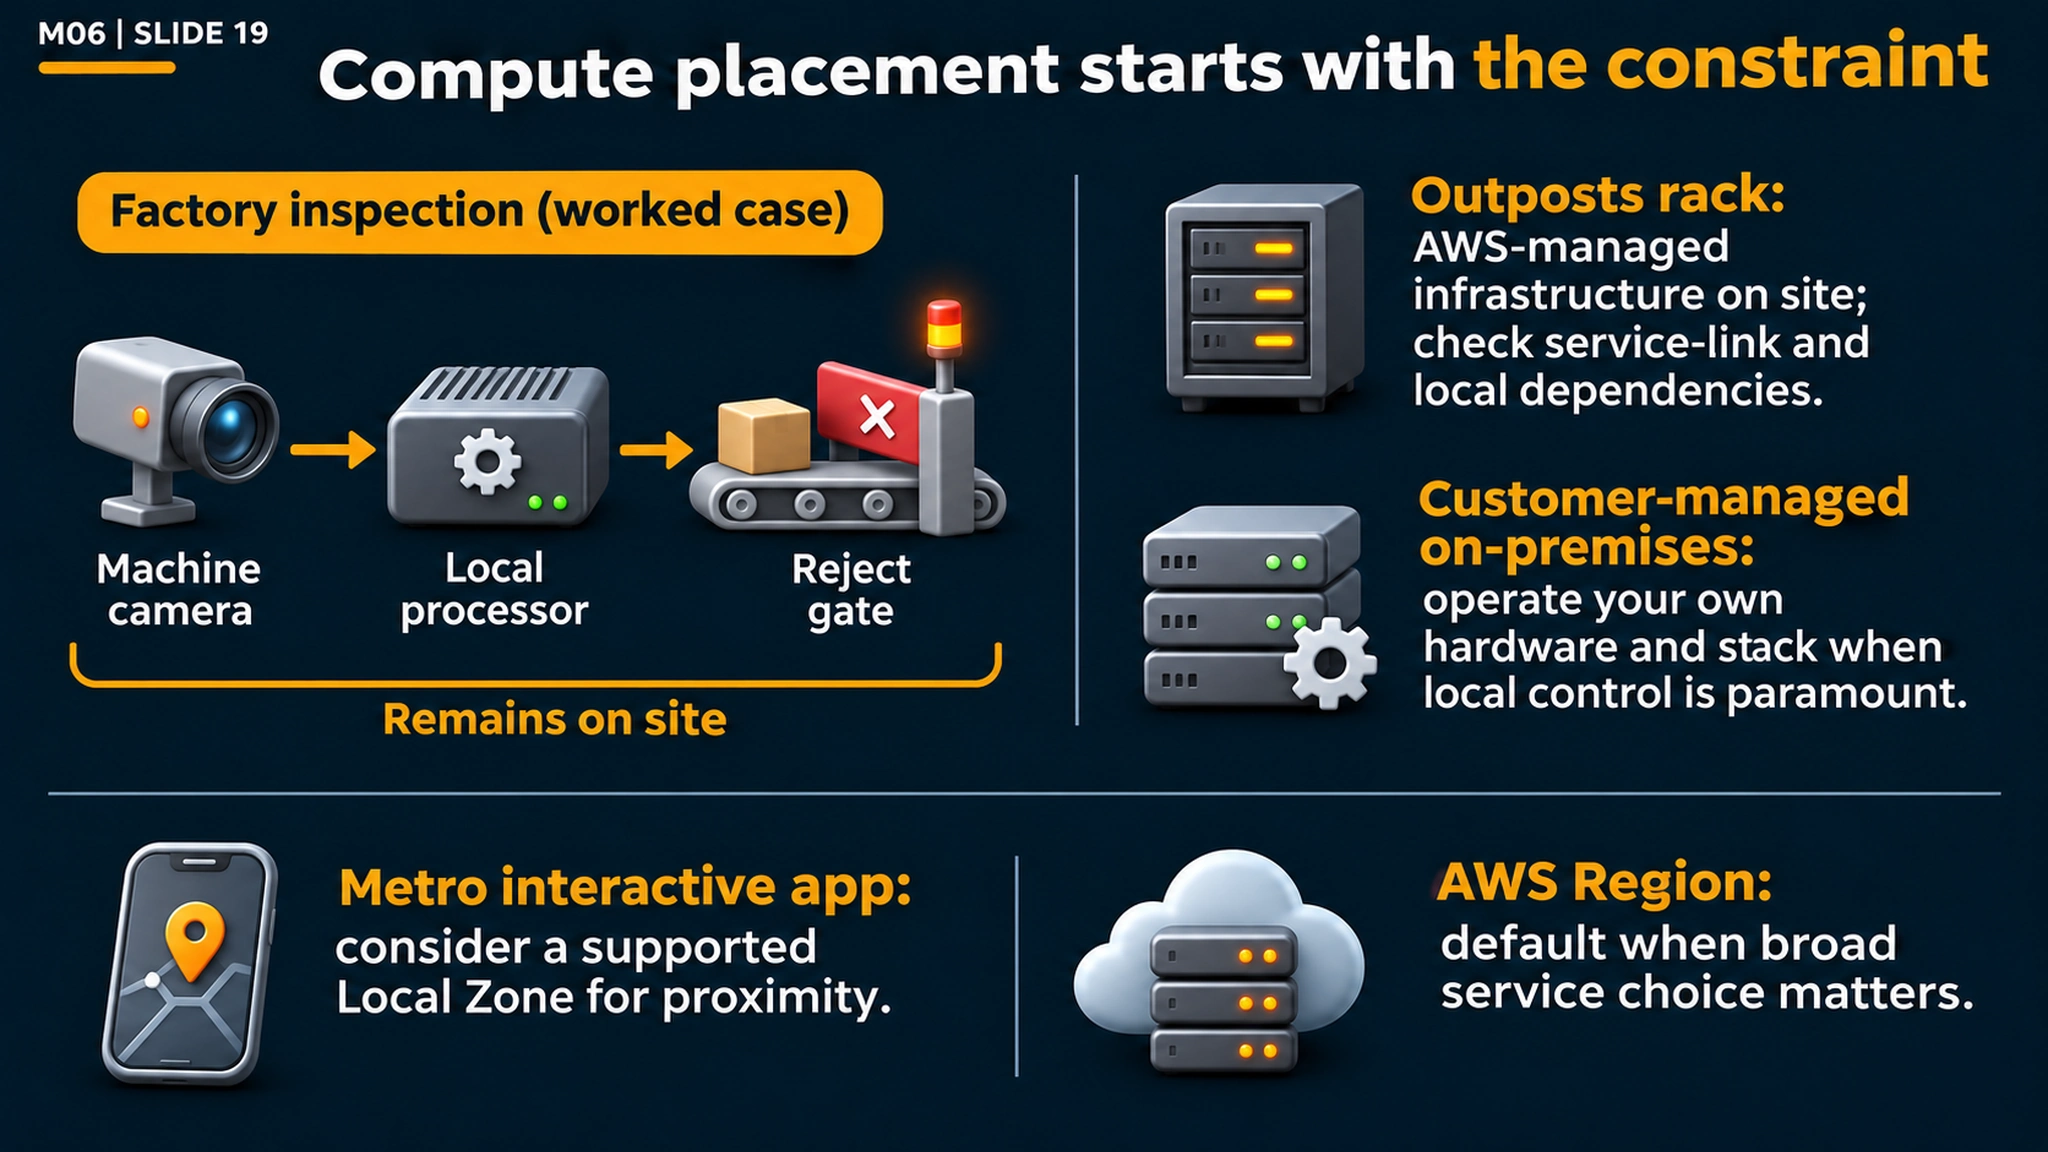 M06 | SLIDE 19
Compute placement starts with the constraint
Factory inspection (worked case)
Machine
camera
Local
processor
Reject
gate
Remains on site
Outposts rack:
AWS-managed
infrastructure on site;
check service-link and
local dependencies.
Customer-managed
on-premises:
operate your own
hardware and stack when
local control is paramount.
Metro interactive app:
consider a supported
Local Zone for proximity.
AWS Region:
default when broad
service choice matters.